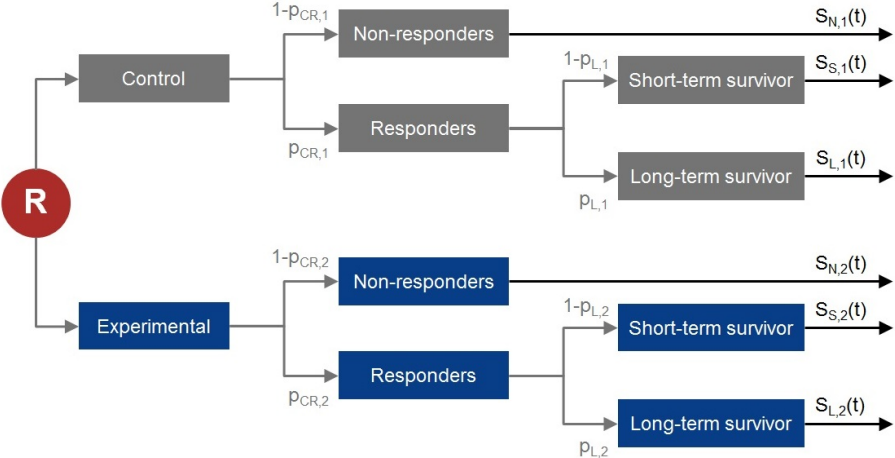 1-pCR,1
Non-responders
SN,1(t)
Control
1-pL,1
Short-term survivor
SS,1(t)
pCR,1
Responders
Long-term survivor
SL,1(t)
pL,1
R
1-pCR,2
Non-responders
SN,2(t)
Experimental
1-pL,2
Short-term survivor
SS,2(t)
pCR,2
Responders
Long-term survivor
SL,2(t)
pL,2